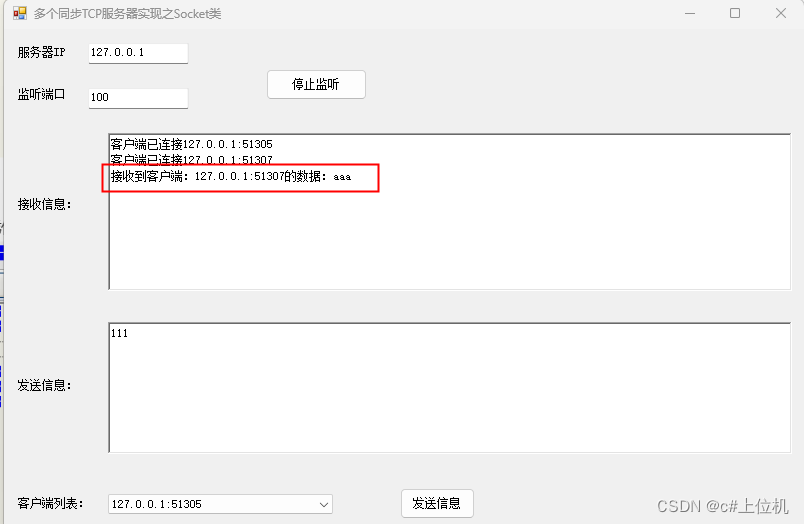 多个同步TCP服务器实现之Socket类
服务器IP 127.0.0.1
停止监听
监听端口 100
客户端已连接127.0.0.1:51305
客户端已连接127.0.0.1:51307
接收到客户端：127.0.0.1:51307的数据：aaa
接收信息：
111
发送信息：
客户端列表： 127.0.0.1:51305 发送信息
CSDN @c#上位机